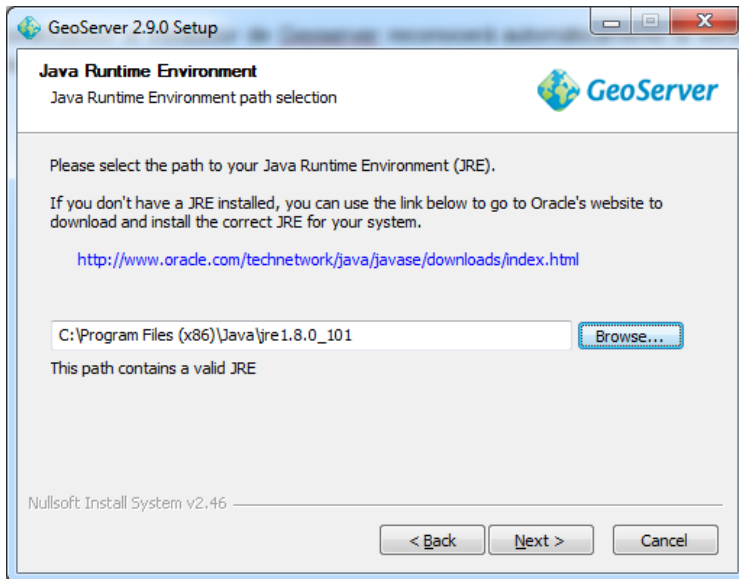 GeoServer 2.9.0 Setup
Java Runtime Environment
Java Runtime Environment path selection
GeoServer
Please select the path to your Java Runtime Environment (JRE).
If you don't have a JRE installed, you can use the link below to go to Oracle's website to
download and install the correct JRE for your system.
http://www.oracle.com/technetwork/java/javase/downloads/index.html
C:\Program Files (x86)\Java\jre1.8.0_101
Browse...
This path contains a valid JRE
Nullsoft Install System v2.46
< Back
Next >
Cancel